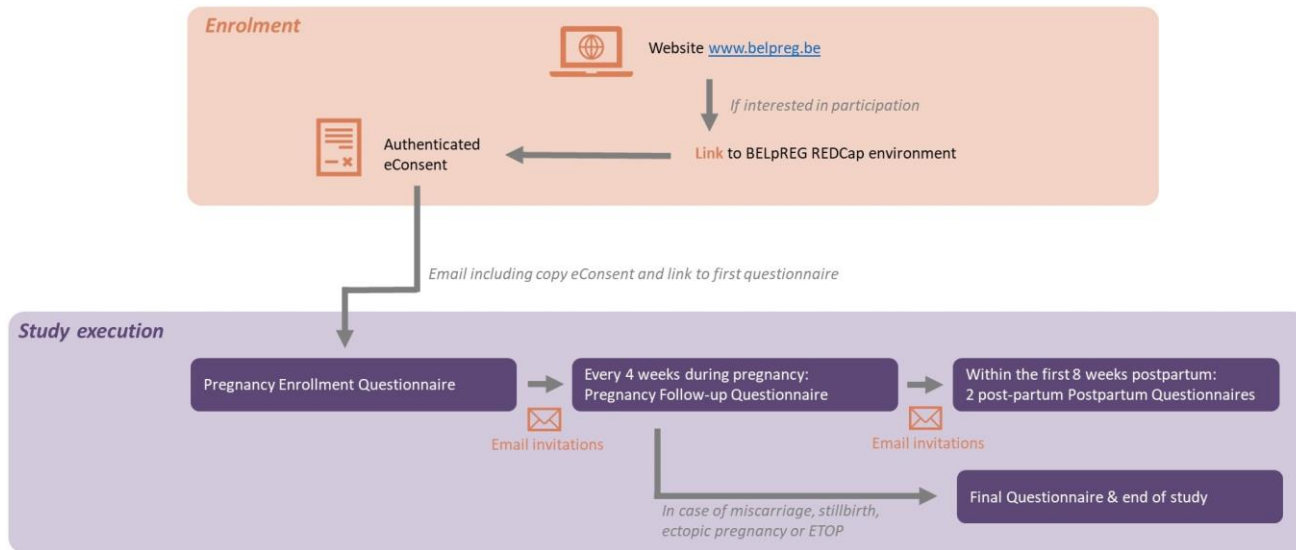 Enrolment
Website www.belpreg.be
If interested in participation
Link to BELpREG REDCap environment
Authenticated
eConsent
Email including copy eConsent and link to first questionnaire
Study execution
Pregnancy Enrollment Questionnaire
Email invitations
Every 4 weeks during pregnancy:
Pregnancy Follow-up Questionnaire
Email invitations
Within the first 8 weeks postpartum:
2 post-partum Postpartum Questionnaires
In case of miscarriage, stillbirth,
ectopic pregnancy or ETOP
Final Questionnaire & end of study